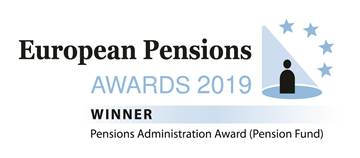 European Pensions
AWARDS 2019
WINNER
Pensions Administration Award (Pension Fund)